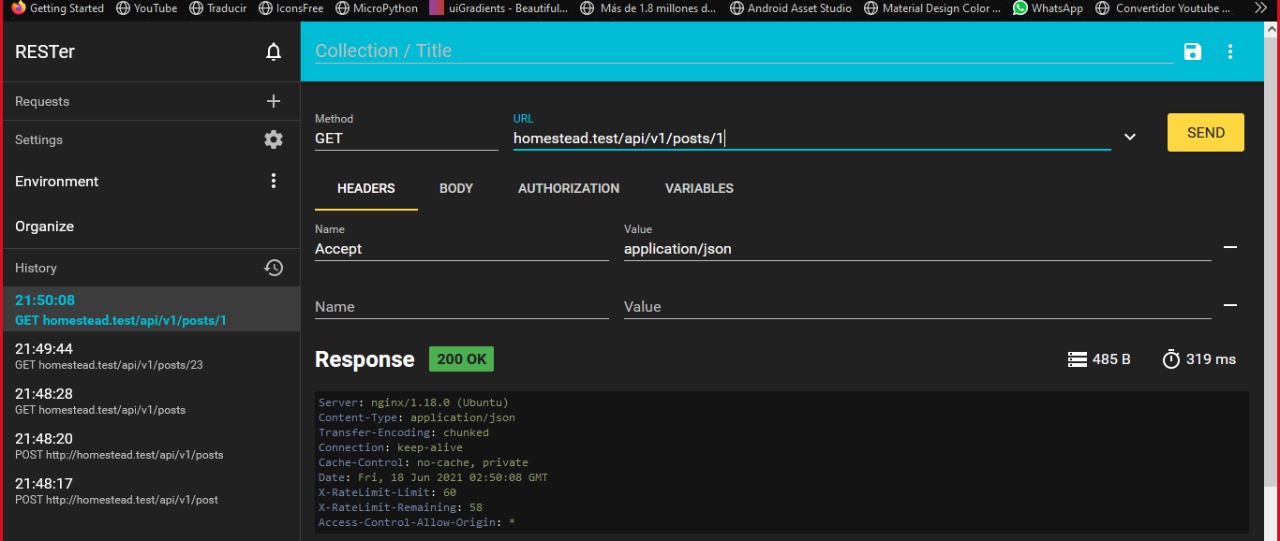 Getting Started YouTube Traducir IconsFree MicroPython uiGradients - Beautiful... Más de 1.8 millones d... Android Asset Studio Material Design Color ... WhatsApp Convertidor Youtube ...
RESTer
Collection / Title
Requests
Settings
Environment
Organize
History
21:50:08
GET homestead.test/api/v1/posts/1
21:49:44
GET homestead.test/api/v1/posts/23
21:48:28
GET homestead.test/api/v1/posts
21:48:20
POST http://homestead.test/api/v1/posts
21:48:17
POST http://homestead.test/api/v1/post
Method URL
GET homestead.test/api/v1/posts/1 SEND
HEADERS BODY AUTHORIZATION VARIABLES
Name Value
Accept application/json
Name Value
Response 200 OK 485 B 319 ms
Server: nginx/1.18.0 (Ubuntu)
Content-Type: application/json
Transfer-Encoding: chunked
Connection: keep-alive
Cache-Control: no-cache, private
Date: Fri, 18 Jun 2021 02:50:08 GMT
X-RateLimit-Limit: 60
X-RateLimit-Remaining: 58
Access-Control-Allow-Origin: *